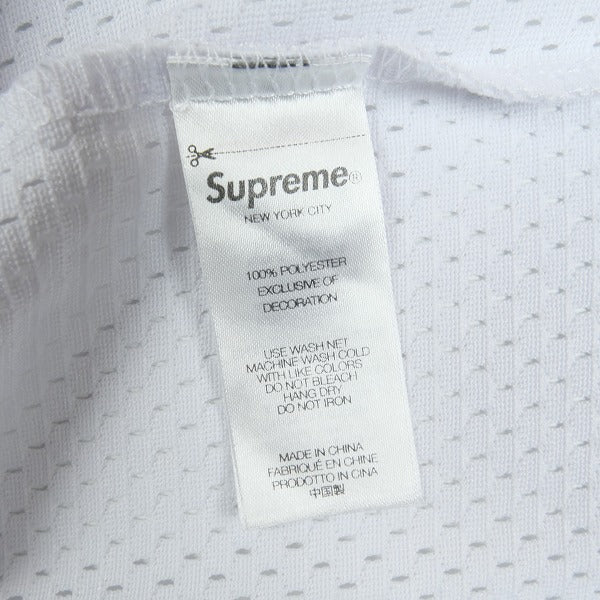 Supreme®
NEW YORK CITY
100% POLYESTER
EXCLUSIVE OF
DECORATION
USE WASH NET
MACHINE WASH COLD
WITH LIKE COLORS
DO NOT BLEACH
HANG DRY
DO NOT IRON
MADE IN CHINA
FABRIQUÉ EN CHINE
PRODOTTO IN CINA
中国製